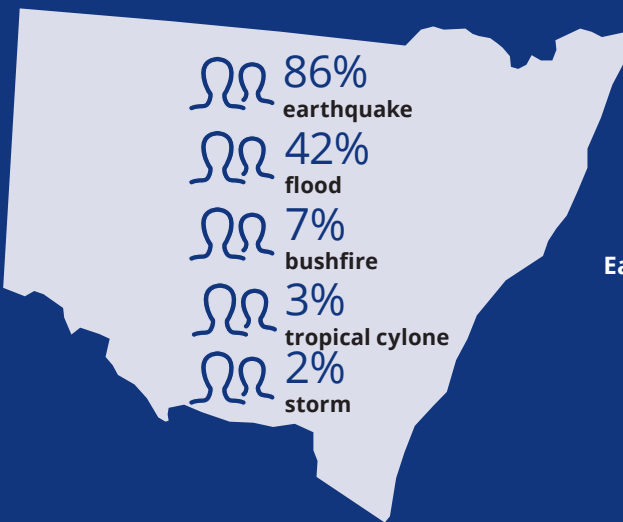 86%
earthquake
42%
flood
7%
bushfire
3%
tropical cylone
2%
storm